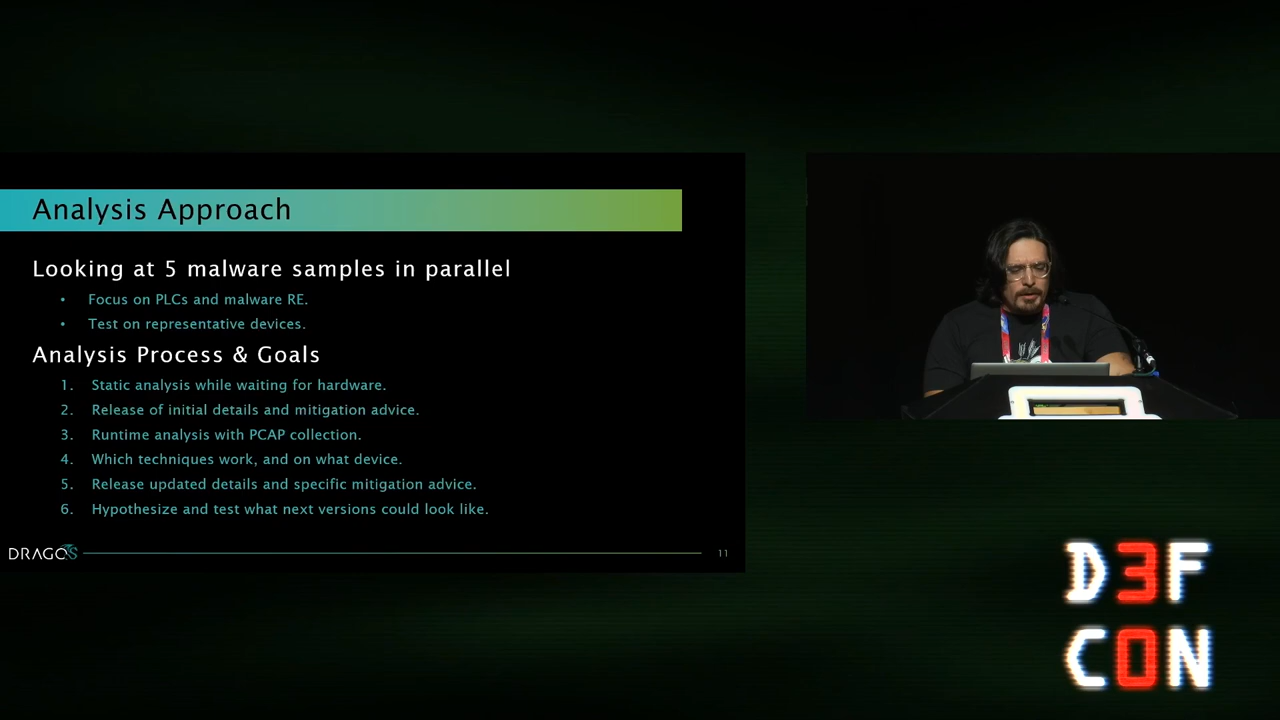 Analysis Approach
Looking at 5 malware samples in parallel
• Focus on PLCs and malware RE.
• Test on representative devices.
Analysis Process & Goals
1. Static analysis while waiting for hardware.
2. Release of initial details and mitigation advice.
3. Runtime analysis with PCAP collection.
4. Which techniques work, and on what device.
5. Release updated details and specific mitigation advice.
6. Hypothesize and test what next versions could look like.
DRAGOS
11
D3F
C0N